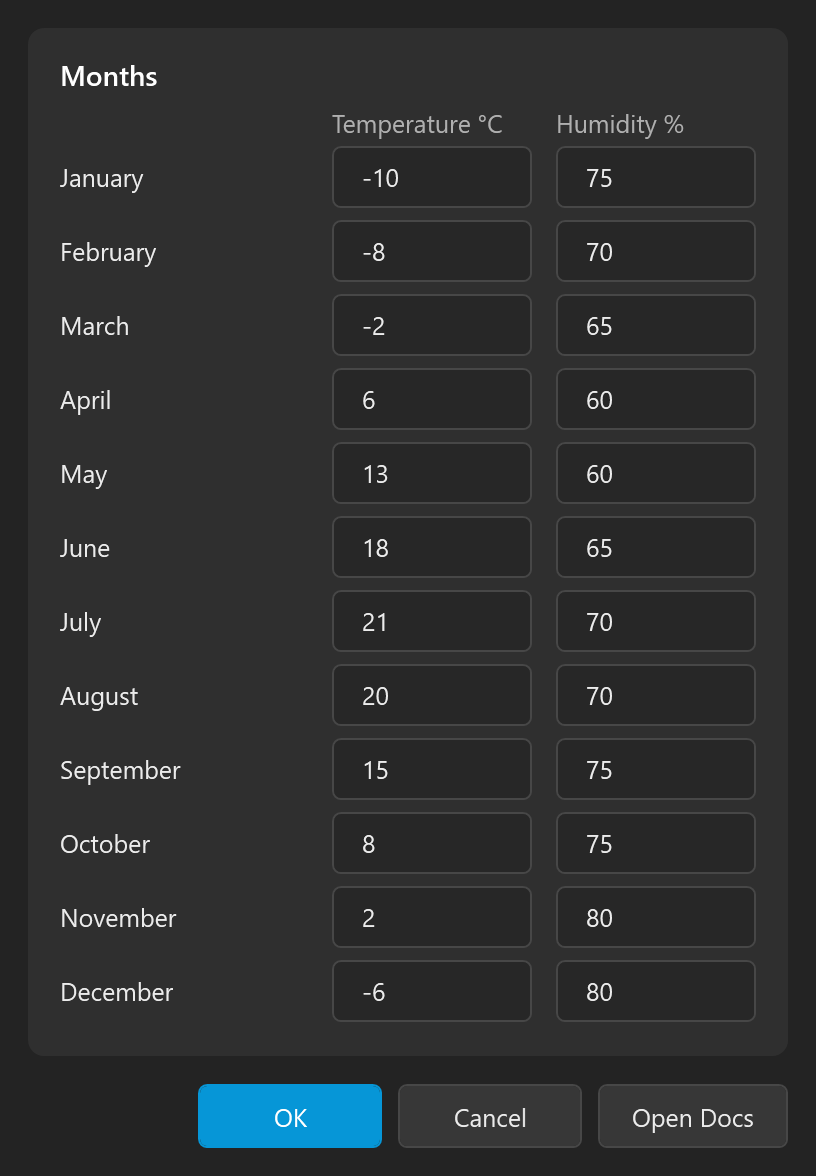 Months
Temperature °C Humidity %
January -10 75
February -8 70
March -2 65
April 6 60
May 13 60
June 18 65
July 21 70
August 20 70
September 15 75
October 8 75
November 2 80
December -6 80
OK Cancel Open Docs